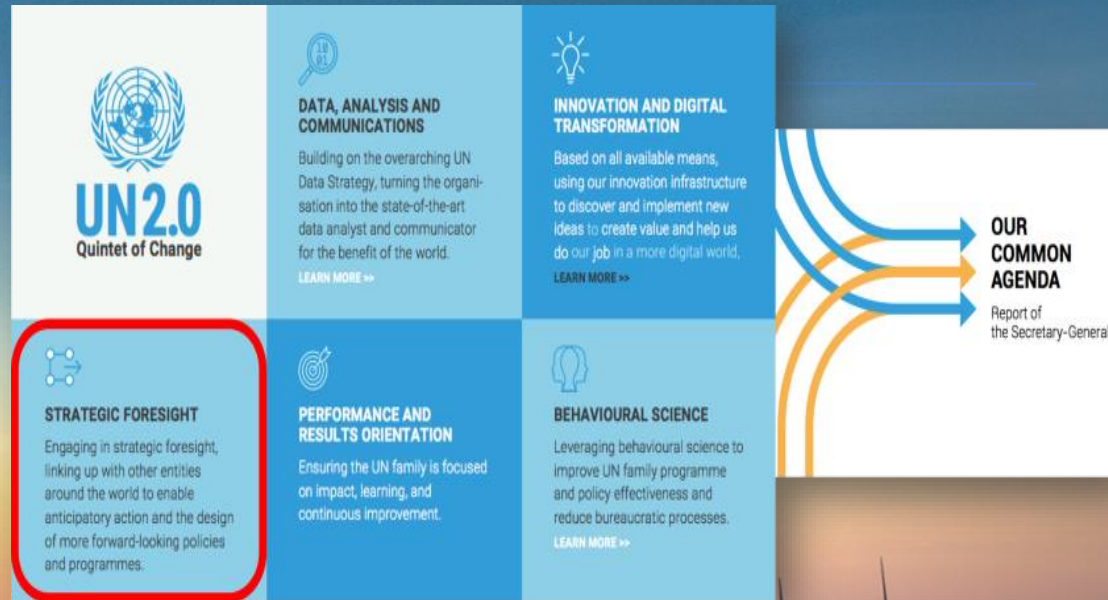 UN2.0
Quintet of Change
DATA, ANALYSIS AND
COMMUNICATIONS
Building on the overarching UN
Data Strategy, turning the organi-
sation into the state-of-the-art
data analyst and communicator
for the benefit of the world.
LEARN MORE >>
INNOVATION AND DIGITAL
TRANSFORMATION
Based on all available means,
using our innovation infrastructure
to discover and implement new
ideas to create value and help us
do our job in a more digital world,
LEARN MORE >>
STRATEGIC FORESIGHT
Engaging in strategic foresight,
linking up with other entities
around the world to enable
anticipatory action and the design
of more forward-looking policies
and programmes.
PERFORMANCE AND
RESULTS ORIENTATION
Ensuring the UN family is focused
on impact, learning, and
continuous improvement.
BEHAVIOURAL SCIENCE
Leveraging behavioural science to
improve UN family programme
and policy effectiveness and
reduce bureaucratic processes.
LEARN MORE >>
OUR
COMMON
AGENDA
Report of
the Secretary-General